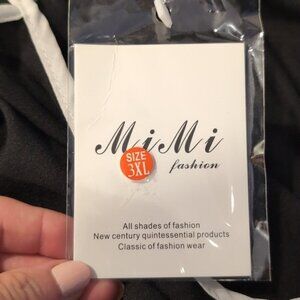 MiMi
SIZE
3XL
fashion
All shades of fashion
New century quintessential products
Classic of fashion wear